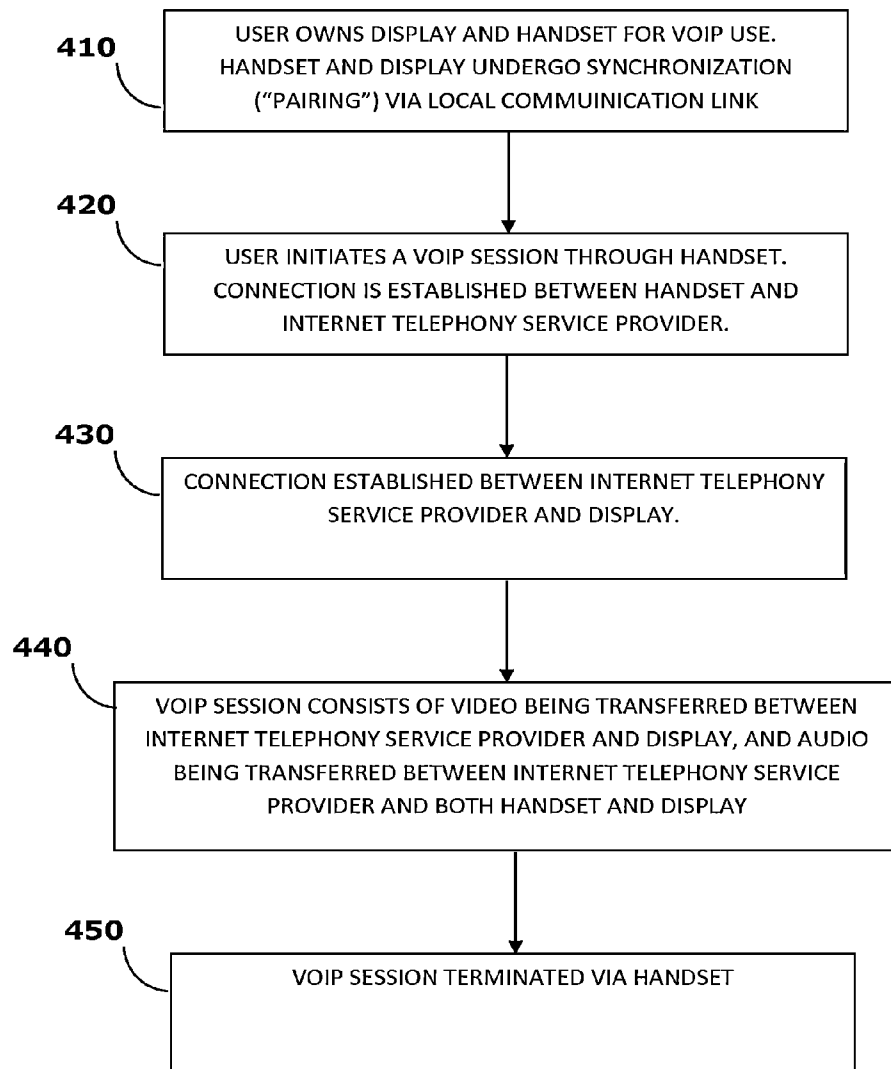 410
USER OWNS DISPLAY AND HANDSET FOR VOIP USE.
HANDSET AND DISPLAY UNDERGO SYNCHRONIZATION
(“PAIRING”) VIA LOCAL COMMUINICATION LINK
420
USER INITIATES A VOIP SESSION THROUGH HANDSET.
CONNECTION IS ESTABLISHED BETWEEN HANDSET AND
INTERNET TELEPHONY SERVICE PROVIDER.
430
CONNECTION ESTABLISHED BETWEEN INTERNET TELEPHONY
SERVICE PROVIDER AND DISPLAY.
440
VOIP SESSION CONSISTS OF VIDEO BEING TRANSFERRED BETWEEN
INTERNET TELEPHONY SERVICE PROVIDER AND DISPLAY, AND AUDIO
BEING TRANSFERRED BETWEEN INTERNET TELEPHONY SERVICE
PROVIDER AND BOTH HANDSET AND DISPLAY
450
VOIP SESSION TERMINATED VIA HANDSET